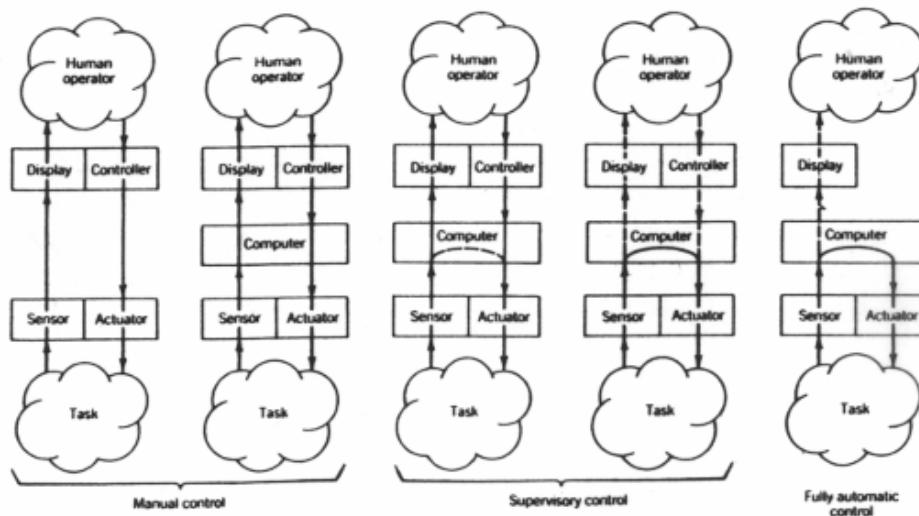 Human operator
Display Controller
Sensor Actuator
Task
Human operator
Display Controller
Computer
Sensor Actuator
Task
Manual control
Human operator
Display Controller
Computer
Sensor Actuator
Task
Human operator
Display Controller
Computer
Sensor Actuator
Task
Supervisory control
Human operator
Display
Computer
Sensor Actuator
Task
Fully automatic
control